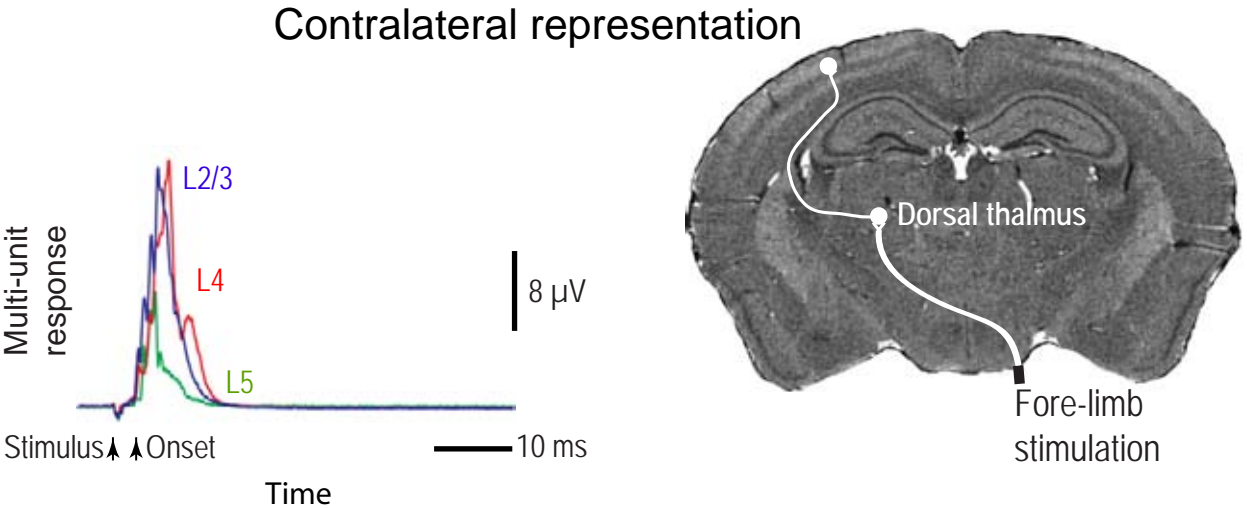 Contralateral representation
L2/3
Multi-unit
response
L4
8 µV
L5
Stimulus
Onset
10 ms
Time
Dorsal thalmus
Fore-limb
stimulation